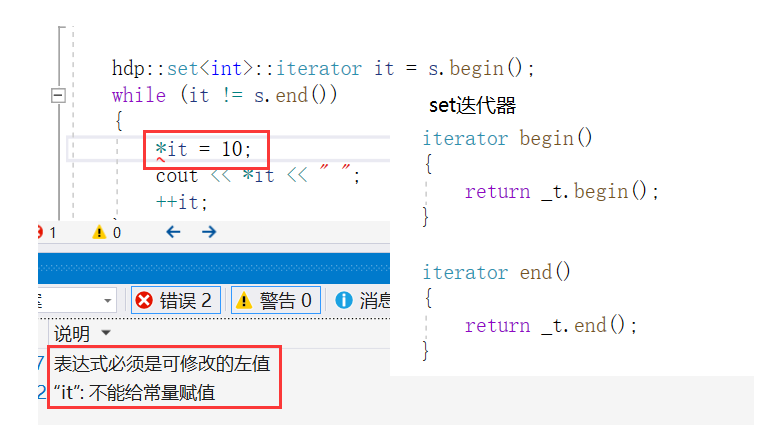 hdp::set<int>::iterator it = s.begin();
while (it != s.end())
{
*it = 10;
cout << *it << " ";
++it;
set迭代器
iterator begin()
{
return _t.begin();
}
iterator end()
{
return _t.end();
}
1 0
错误 2 警告 0 消息
说明
7 表达式必须是可修改的左值
2 “it”: 不能给常量赋值